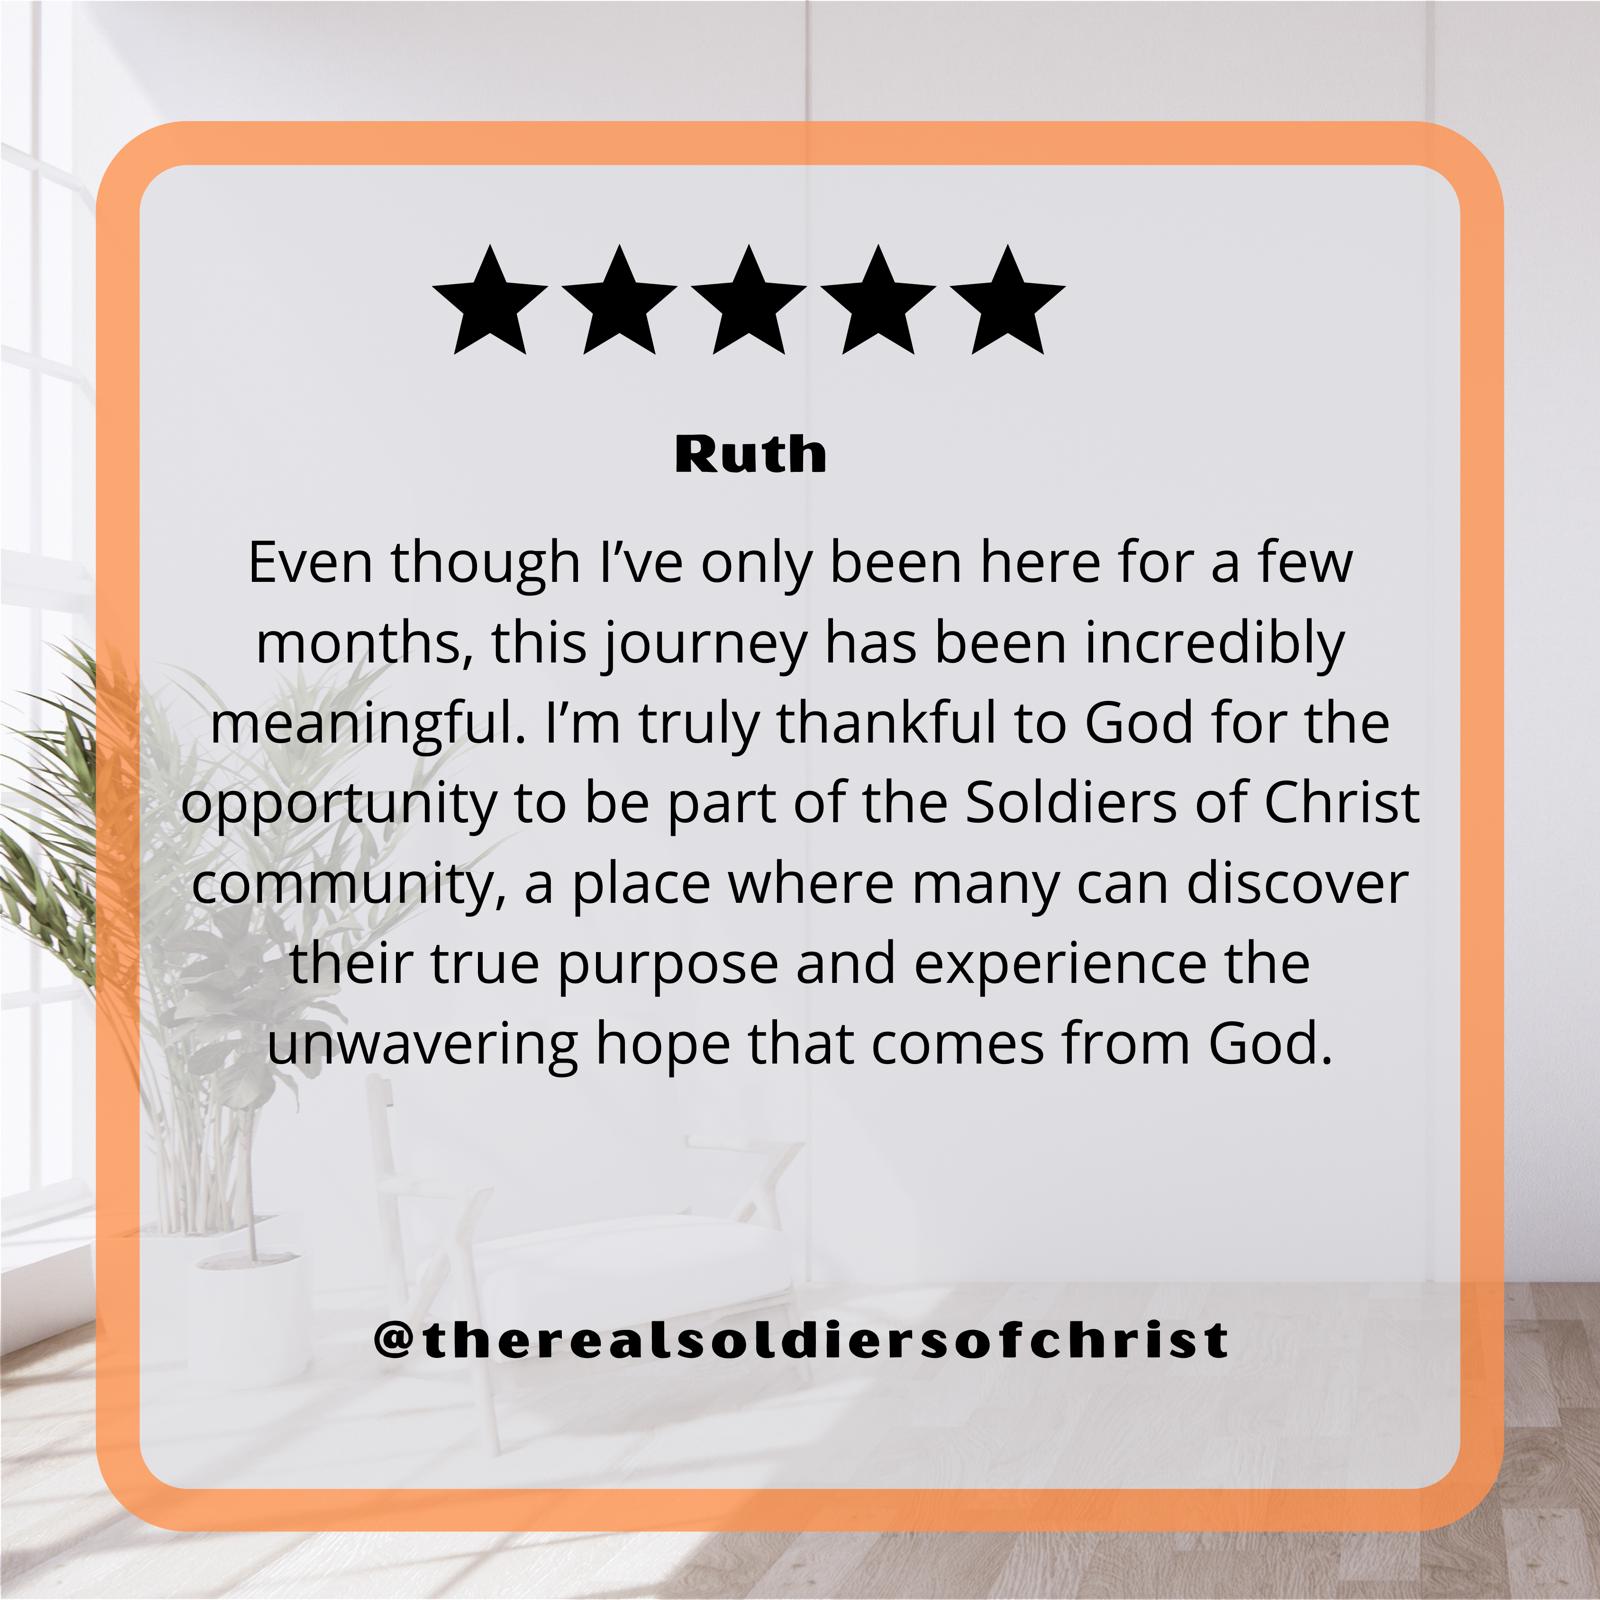 Ruth
Even though I’ve only been here for a few
months, this journey has been incredibly
meaningful. I’m truly thankful to God for the
opportunity to be part of the Soldiers of Christ
community, a place where many can discover
their true purpose and experience the
unwavering hope that comes from God.
@therealsoldiersofchrist